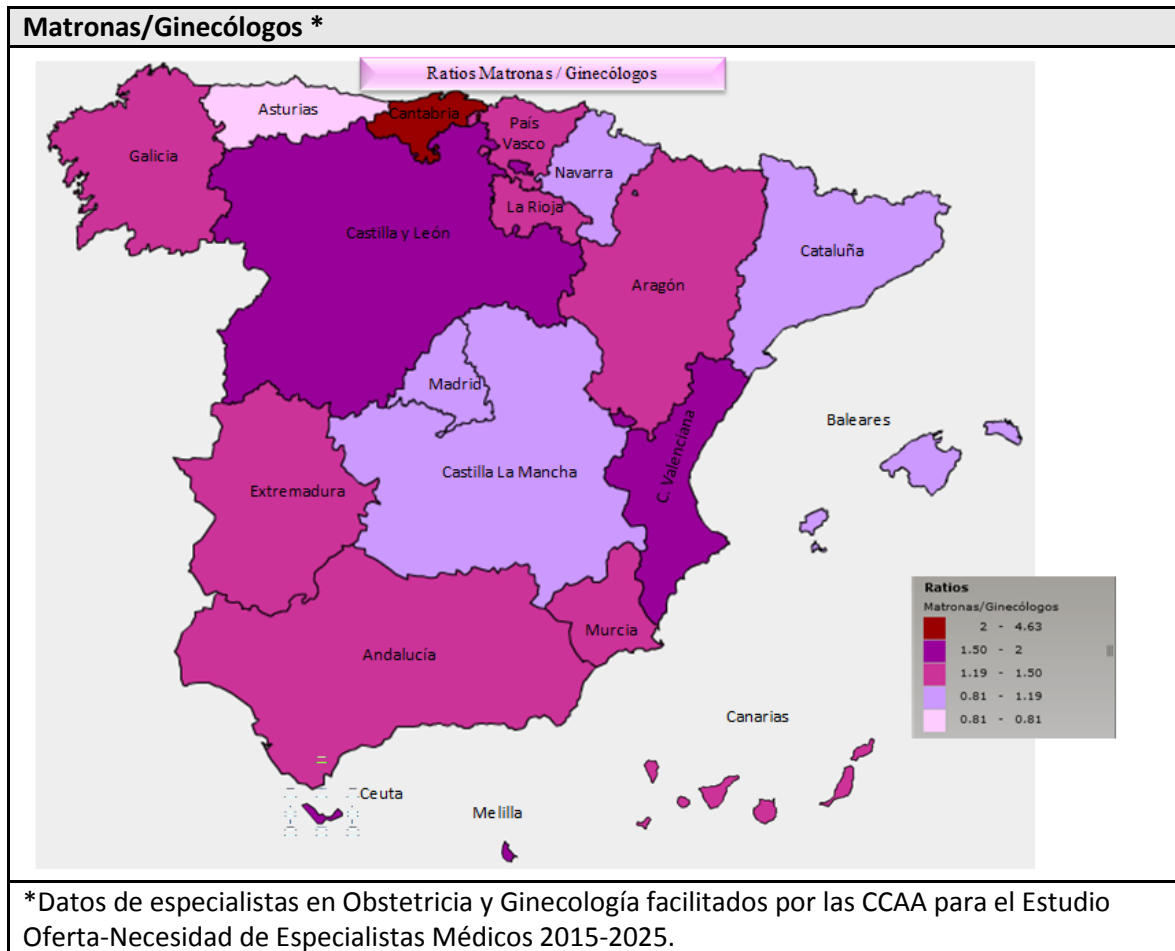 Matronas/Ginecólogos *
Ratios Matronas / Ginecólogos
Asturias
Cantabria
País
Vasco
Galicia
Navarra
La Rioja
Castilla y León
Cataluña
Aragón
Madrid
Baleares
C. Valenciana
Castilla La Mancha
Extremadura
Ratios
Matronas/Ginecólogos
2 - 4.63
1.50 - 2
1.19 - 1.50
0.81 - 1.19
0.81 - 0.81
Murcia
Andalucía
Canarias
Ceuta
Melilla
*Datos de especialistas en Obstetricia y Ginecología facilitados por las CCAA para el Estudio
Oferta-Necesidad de Especialistas Médicos 2015-2025.